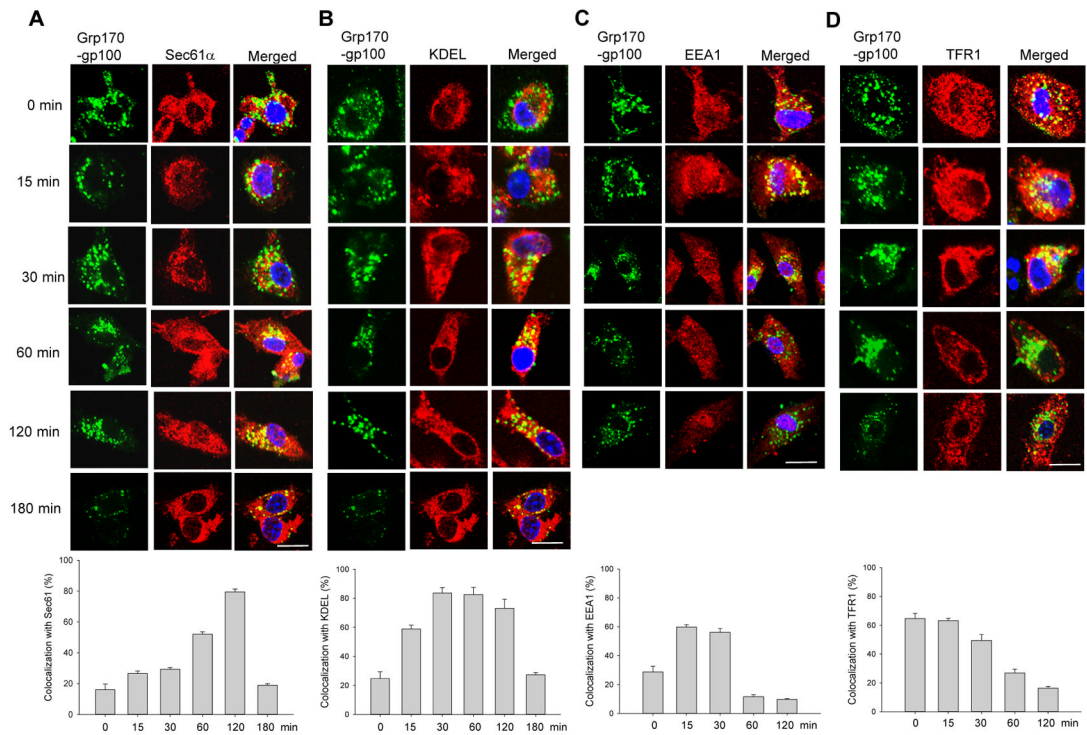 A
B
C
D
Grp170
-gp100
Sec61α
Merged
Grp170
-gp100
KDEL
Merged
Grp170
-gp100
EEA1
Merged
Grp170
-gp100
TFR1
Merged
0 min
15 min
30 min
60 min
120 min
180 min
Colocalization with Sec61 (%)
100
80
60
40
20
0
0 15 30 60 120 180 min
Colocalization with KDEL (%)
100
80
60
40
20
0
0 15 30 60 120 180 min
Colocalization with EEA1 (%)
100
80
60
40
20
0
0 15 30 60 120 min
Colocalization with TFR1 (%)
100
80
60
40
20
0
0 15 30 60 120 min